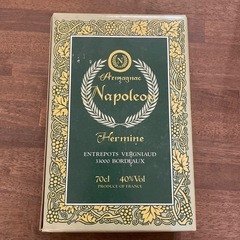 N
Armagnac
Napoleon
Hermine
ENTREPOTS VERGNIAUD
33000 BORDEAUX
70cl 40%Vol
PRODUCE OF FRANCE